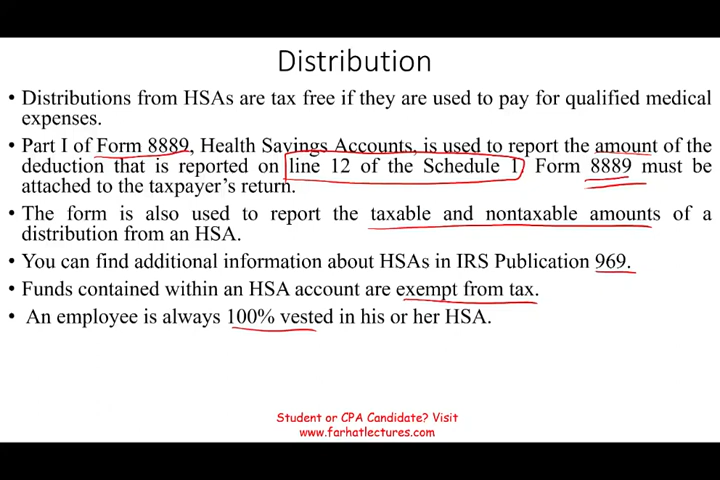 Distribution
• Distributions from HSAs are tax free if they are used to pay for qualified medical
expenses.
• Part I of Form 8889, Health Savings Accounts, is used to report the amount of the
deduction that is reported on line 12 of the Schedule 1. Form 8889 must be
attached to the taxpayer's return.
• The form is also used to report the taxable and nontaxable amounts of a
distribution from an HSA.
• You can find additional information about HSAs in IRS Publication 969.
• Funds contained within an HSA account are exempt from tax.
• An employee is always 100% vested in his or her HSA.
Student or CPA Candidate? Visit
www.farhatlectures.com